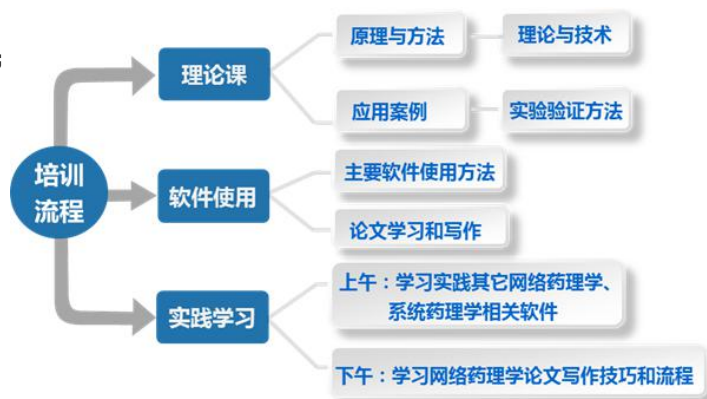 培训
流程
理论课
原理与方法
理论与技术
应用案例
实验验证方法
软件使用
主要软件使用方法
论文学习和写作
实践学习
上午：学习实践其它网络药理学、
系统药理学相关软件
下午：学习网络药理学论文写作技巧和流程